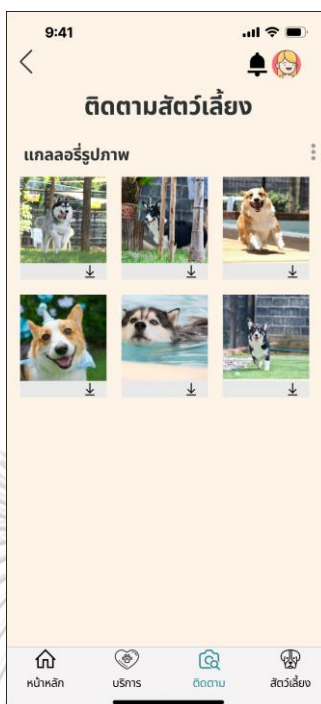 9:41
ติดตามสัตว์เลี้ยง
แกลลอรี่รูปภาพ
หน้าหลัก บริการ ติดตาม สัตว์เลี้ยง